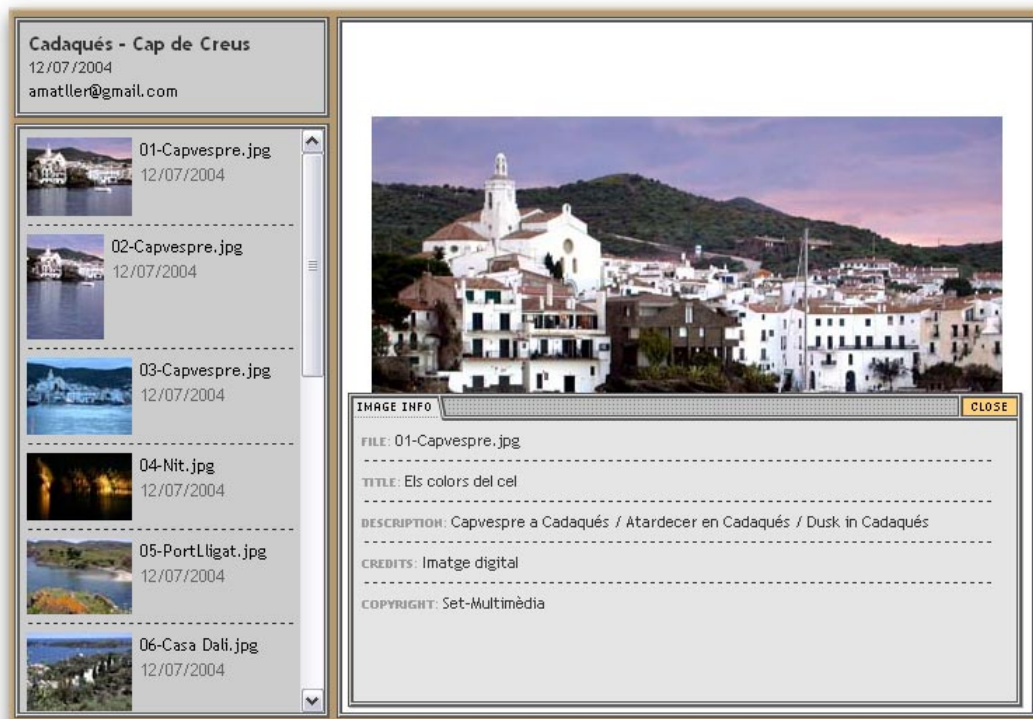 Cadaqués - Cap de Creus
12/07/2004
amatller@gmail.com
01-Capvespre.jpg
12/07/2004
02-Capvespre.jpg
12/07/2004
03-Capvespre.jpg
12/07/2004
04-Nit.jpg
12/07/2004
05-PortLligat.jpg
12/07/2004
06-Casa Dali.jpg
12/07/2004
IMAGE INFO
CLOSE
FILE: 01-Capvespre.jpg
TITLE: Els colors del cel
DESCRIPTION: Capvespre a Cadaqués / Atardecer en Cadaqués / Dusk in Cadaqués
CREDITS: Imatge digital
COPYRIGHT: Set-Multimèdia